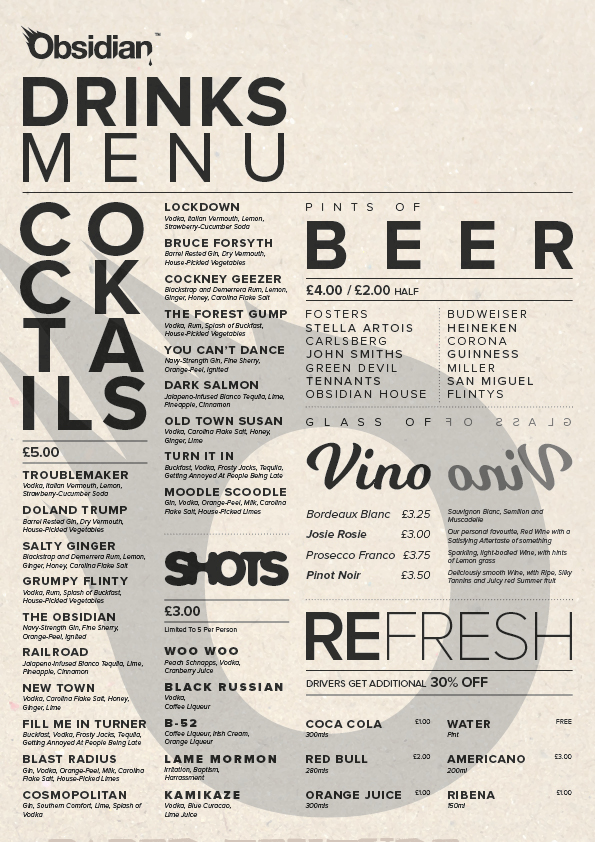 Obsidian™
DRINKS
MENU
CO
CK
TA
ILS
£5.00
TROUBLEMAKER
Vodka, Italian Vermouth, Lemon,
Strawberry-Cucumber Soda
DOLAND TRUMP
Barrel Rested Gin, Dry Vermouth,
House-Pickled Vegetables
SALTY GINGER
Blackstrap and Demerrera Rum, Lemon,
Ginger, Honey, Carolina Flake Salt
GRUMPY FLINTY
Vodka, Rum, Splash of Buckfast,
House-Pickled Vegetables
THE OBSIDIAN
Navy-Strength Gin, Fine Sherry,
Orange-Peel, Ignited
RAILROAD
Jalapeno-Infused Blanco Tequila, Lime,
Pineapple, Cinnamon
NEW TOWN
Vodka, Carolina Flake Salt, Honey,
Ginger, Lime
FILL ME IN TURNER
Buckfast, Vodka, Frosty Jacks, Tequila,
Getting Annoyed At People Being Late
BLAST RADIUS
Gin, Vodka, Orange-Peel, Milk, Carolina
Flake Salt, House-Picked Limes
COSMOPOLITAN
Gin, Southern Comfort, Lime, Splash of
Vodka
LOCKDOWN
Vodka, Italian Vermouth, Lemon,
Strawberry-Cucumber Soda
BRUCE FORSYTH
Barrel Rested Gin, Dry Vermouth,
House-Pickled Vegetables
COCKNEY GEEZER
Blackstrap and Demerrera Rum, Lemon,
Ginger, Honey, Carolina Flake Salt
THE FOREST GUMP
Vodka, Rum, Splash of Buckfast,
House-Pickled Vegetables
YOU CAN'T DANCE
Navy-Strength Gin, Fine Sherry,
Orange-Peel, Ignited
DARK SALMON
Jalapeno-Infused Blanco Tequila, Lime,
Pineapple, Cinnamon
OLD TOWN SUSAN
Vodka, Carolina Flake Salt, Honey,
Ginger, Lime
TURN IT IN
Buckfast, Vodka, Frosty Jacks, Tequila,
Getting Annoyed At People Being Late
MOODLE SCOODLE
Gin, Vodka, Orange-Peel, Milk, Carolina
Flake Salt, House-Picked Limes
SHOTS
£3.00
Limited To 5 Per Person
WOO WOO
Peach Schnapps, Vodka,
Cranberry Juice
BLACK RUSSIAN
Vodka,
Coffee Liqueur
B-52
Coffee Liqueur, Irish Cream,
Orange Liqueur
LAME MORMON
Irritation, Baptism,
Harrassment
KAMIKAZE
Vodka, Blue Curacao,
Lime Juice
PINTS OF
BEER
£4.00 / £2.00 HALF
FOSTERS
STELLA ARTOIS
CARLSBERG
JOHN SMITHS
GREEN DEVIL
TENNANTS
OBSIDIAN HOUSE
BUDWEISER
HEINEKEN
CORONA
GUINNESS
MILLER
SAN MIGUEL
FLINTYS
GLASS OF GLASS OF
Vino Vino
Bordeaux Blanc £3.25 Sauvignon Blanc, Semilion and
Muscadelle
Josie Rosie £3.00 Our personal favourite, Red Wine with a
Satisfying Aftertaste of something
Prosecco Franco £3.75 Sparkling, light-bodied Wine, with hints
of Lemon grass
Pinot Noir £3.50 Deliciously smooth Wine, with Ripe, Silky
Tannins and Juicy red Summer fruit
REFRESH
DRIVERS GET ADDITIONAL 30% OFF
COCA COLA £1.00 WATER FREE
300mls Pint
RED BULL £2.00 AMERICANO £3.00
280mls 200ml
ORANGE JUICE £1.00 RIBENA £1.00
300mls 150ml